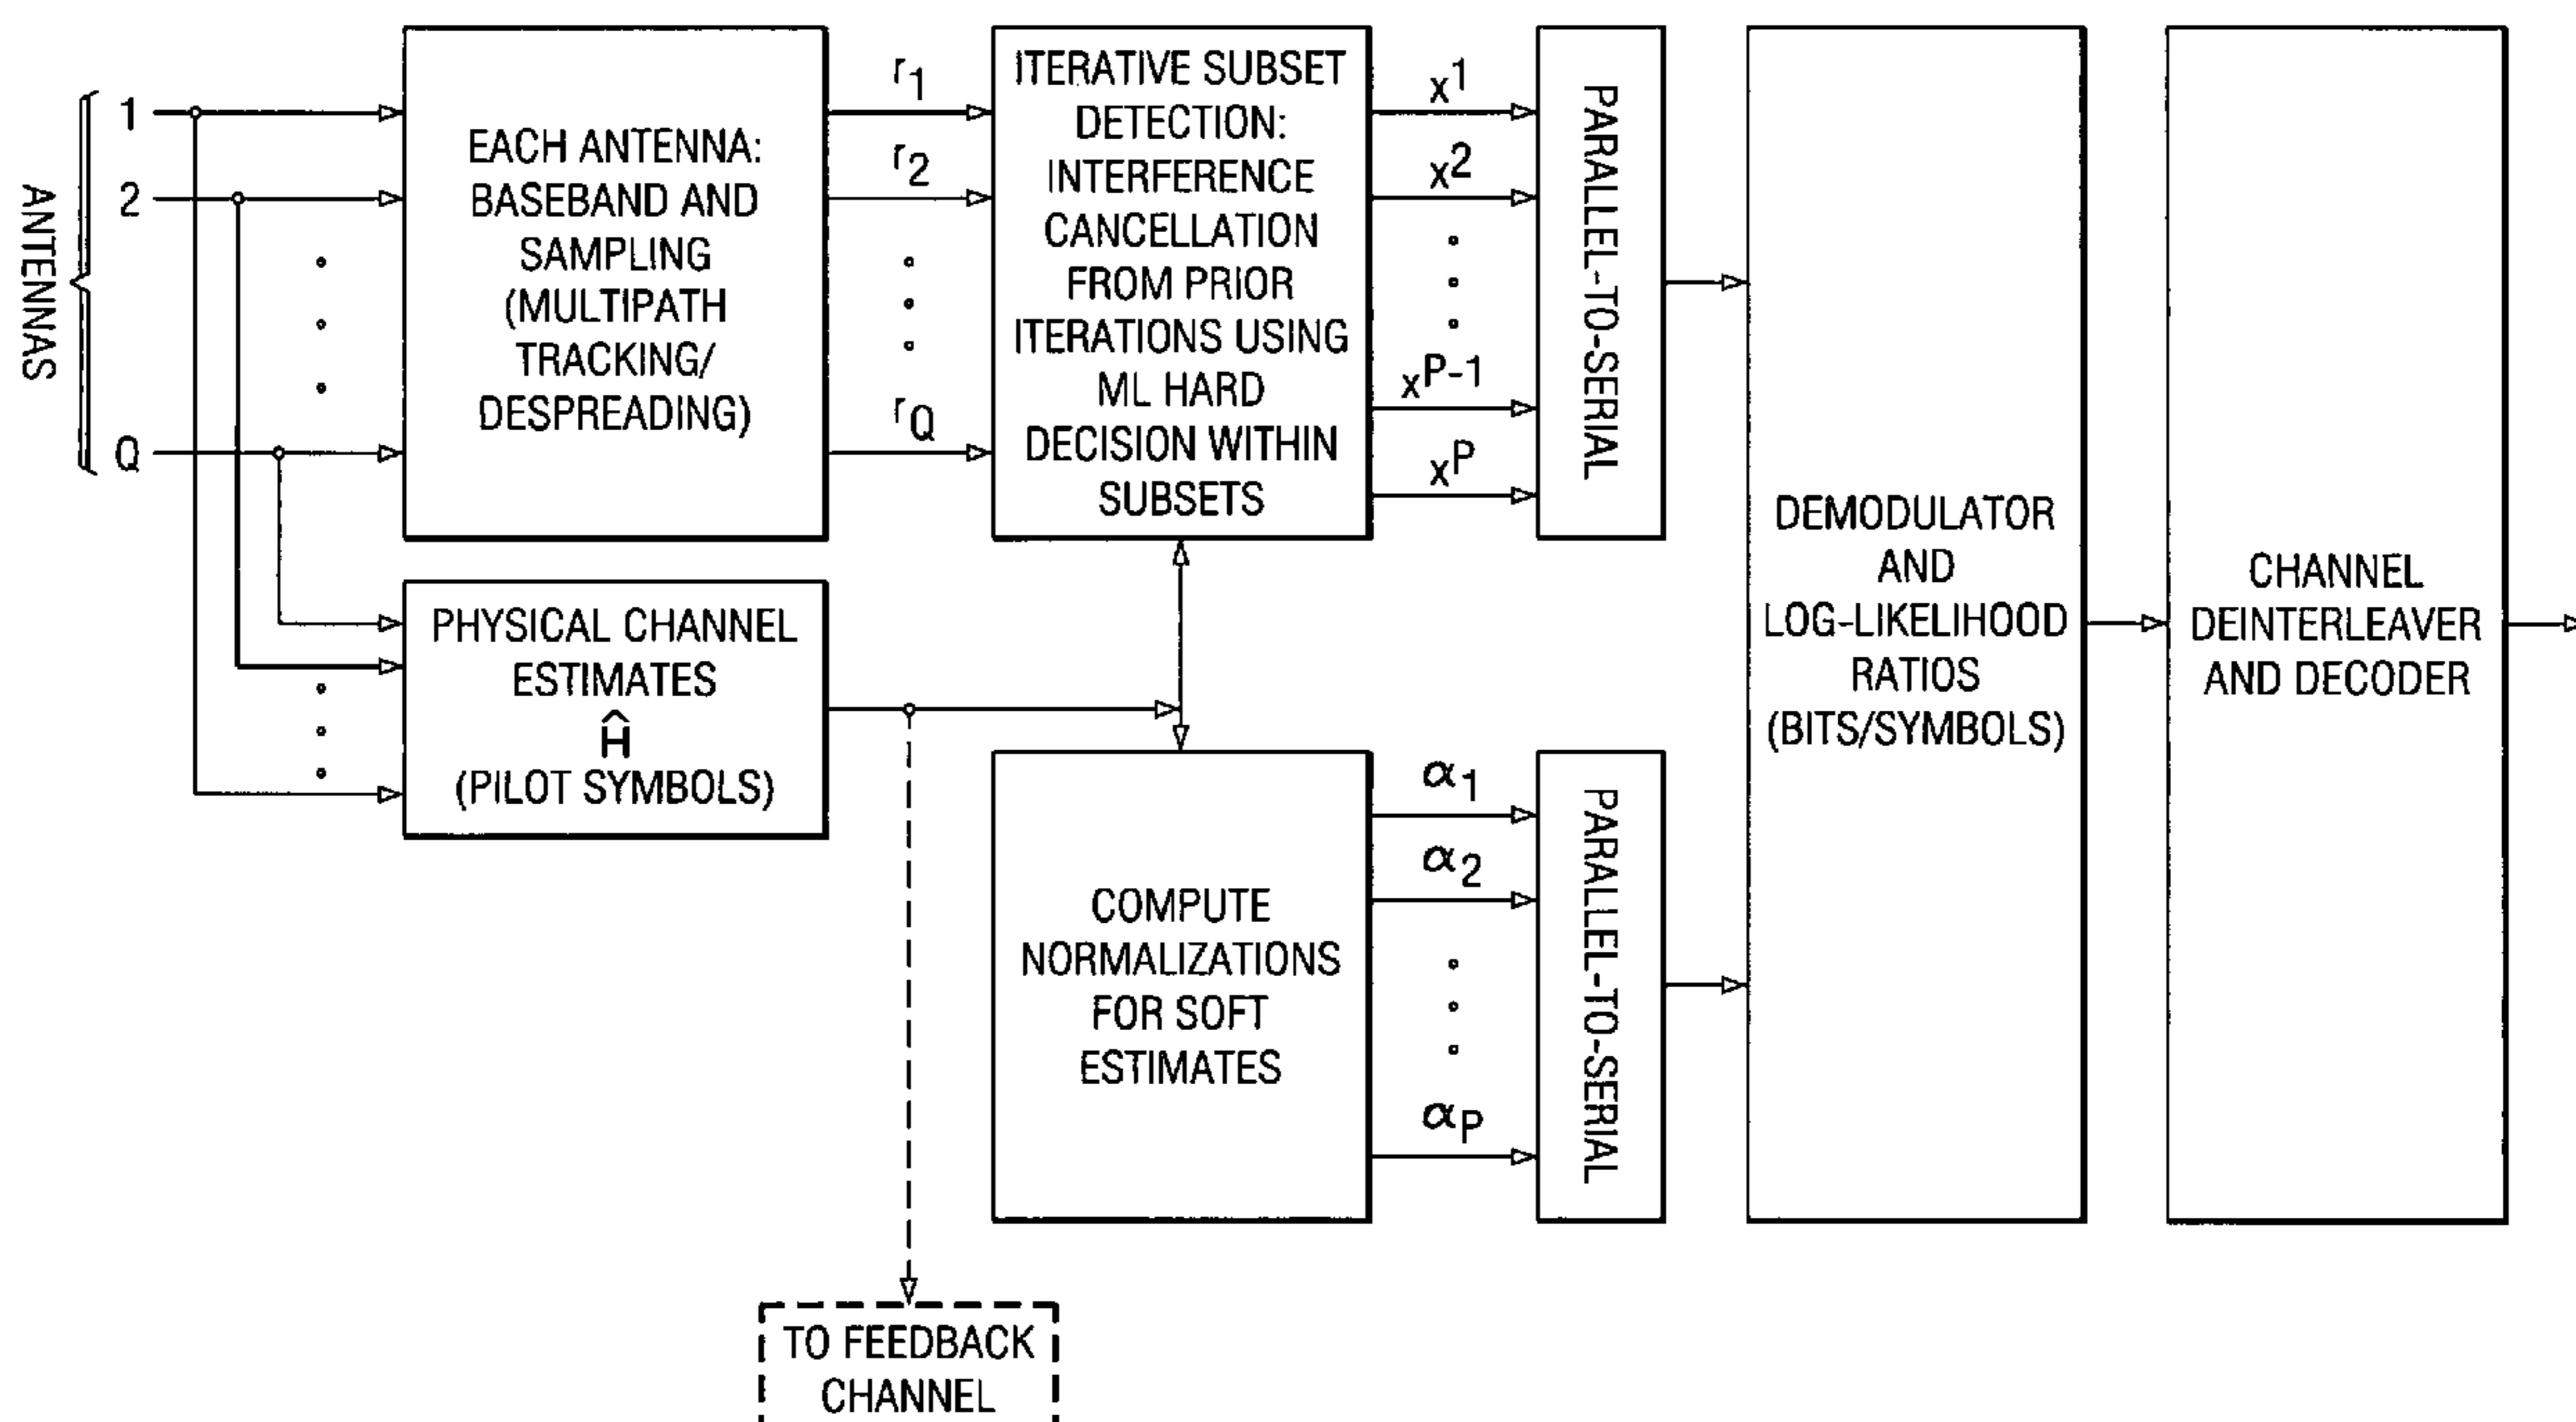 ANTENNAS
1
2
Q
EACH ANTENNA:
BASEBAND AND
SAMPLING
(MULTIPATH
TRACKING/
DESPREADING)
r1
r2
rQ
ITERATIVE SUBSET
DETECTION:
INTERFERENCE
CANCELLATION
FROM PRIOR
ITERATIONS USING
ML HARD
DECISION WITHIN
SUBSETS
x1
x2
xP-1
xP
PARALLEL-TO-SERIAL
PHYSICAL CHANNEL
ESTIMATES
Ĥ
(PILOT SYMBOLS)
COMPUTE
NORMALIZATIONS
FOR SOFT
ESTIMATES
α1
α2
αP
PARALLEL-TO-SERIAL
DEMODULATOR
AND
LOG-LIKELIHOOD
RATIOS
(BITS/SYMBOLS)
CHANNEL
DEINTERLEAVER
AND DECODER
TO FEEDBACK
CHANNEL